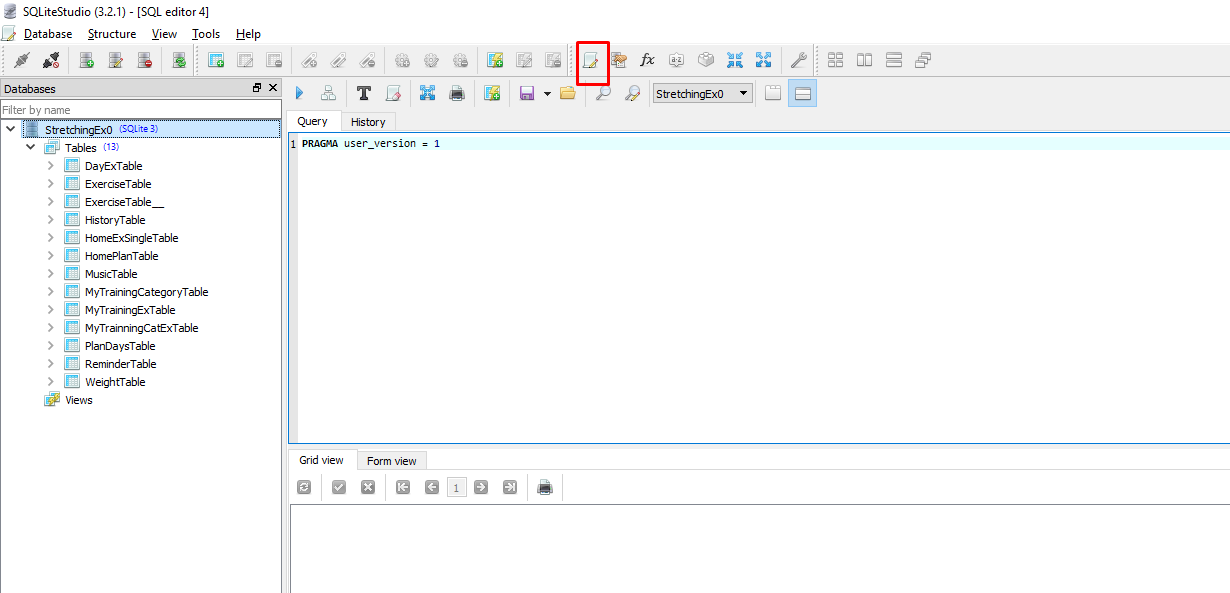 SQLiteStudio (3.2.1) - [SQL editor 4]
Database Structure View Tools Help
Databases
Filter by name
StretchingEx0 (SQLite 3)
Tables (13)
DayExTable
ExerciseTable
ExerciseTable__
HistoryTable
HomeExSingleTable
HomePlanTable
MusicTable
MyTrainingCategoryTable
MyTrainingExTable
MyTrainningCatExTable
PlanDaysTable
ReminderTable
WeightTable
Views
fx
a-z
T
StretchingEx0
Query History
1 PRAGMA user_version = 1
Grid view Form view
1